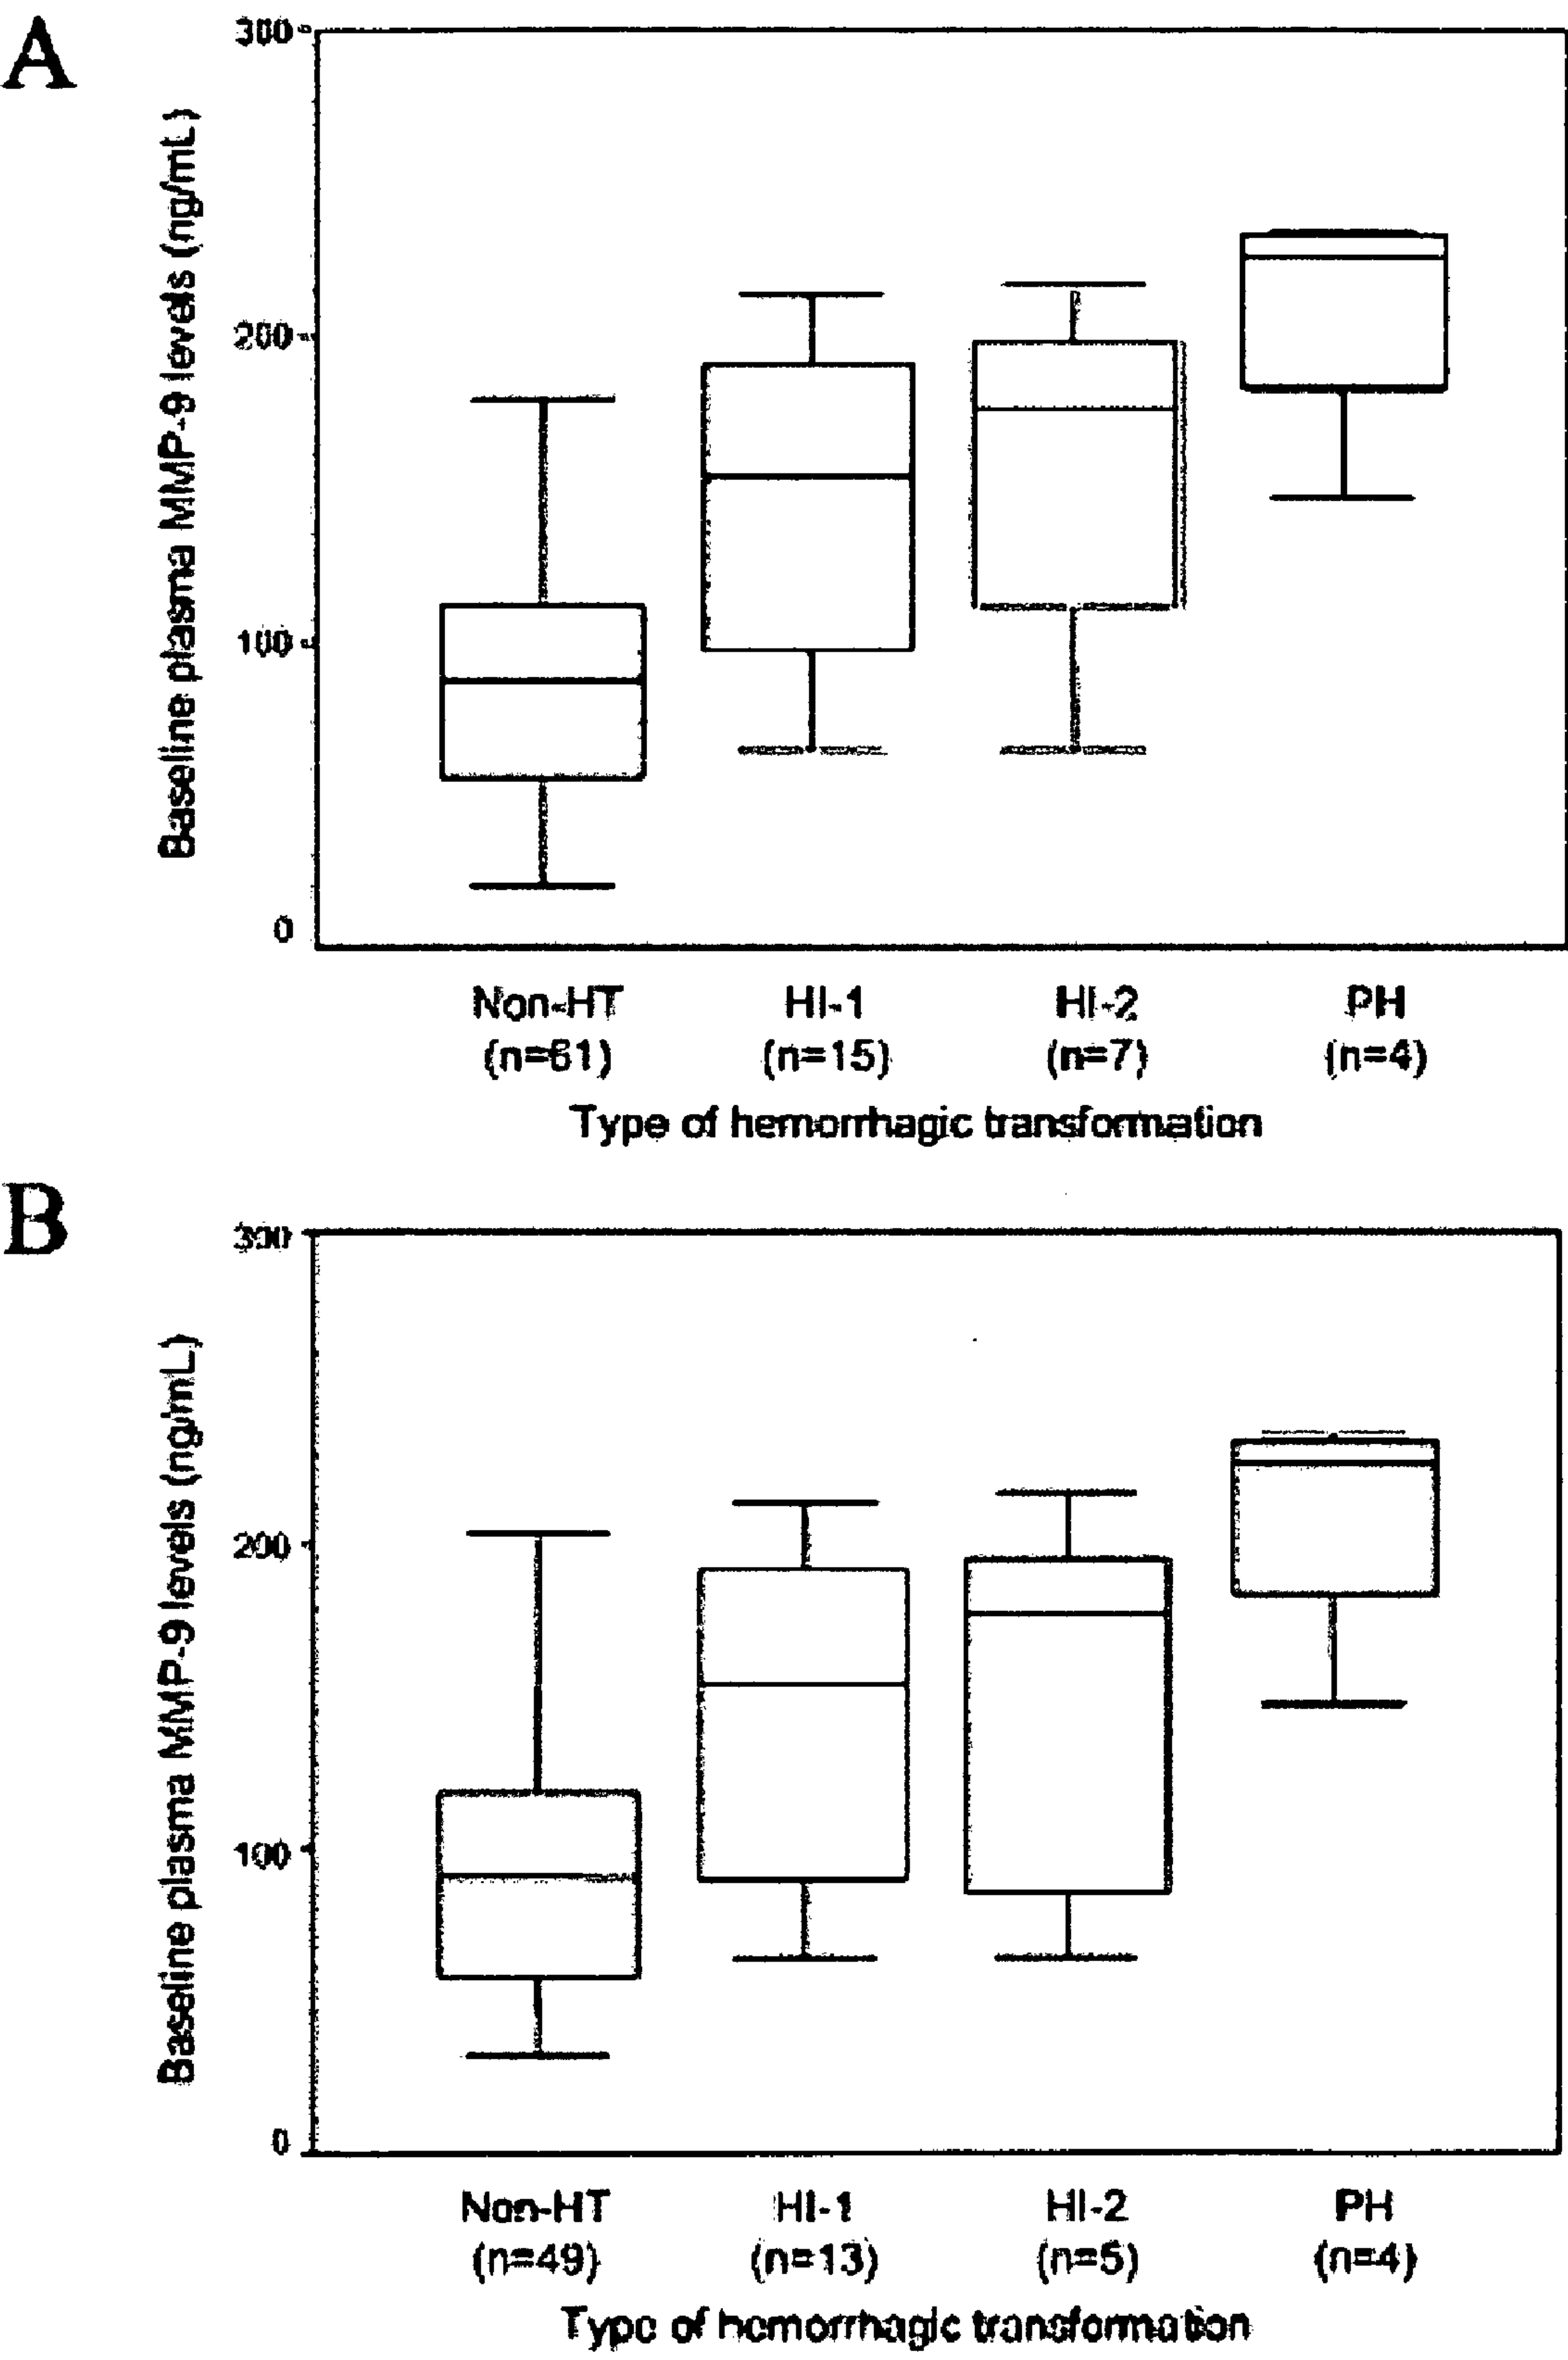 A
Baseline plasma MMP-9 levels (ng/mL)
300
200
100
0
Non-HT HI-1 HI-2 PH
(n=61) (n=15) (n=7) (n=4)
Type of hemorrhagic transformation
B
Baseline plasma MMP-9 levels (ng/mL)
300
200
100
0
Non-HT HI-1 HI-2 PH
(n=49) (n=13) (n=5) (n=4)
Type of hemorrhagic transformation